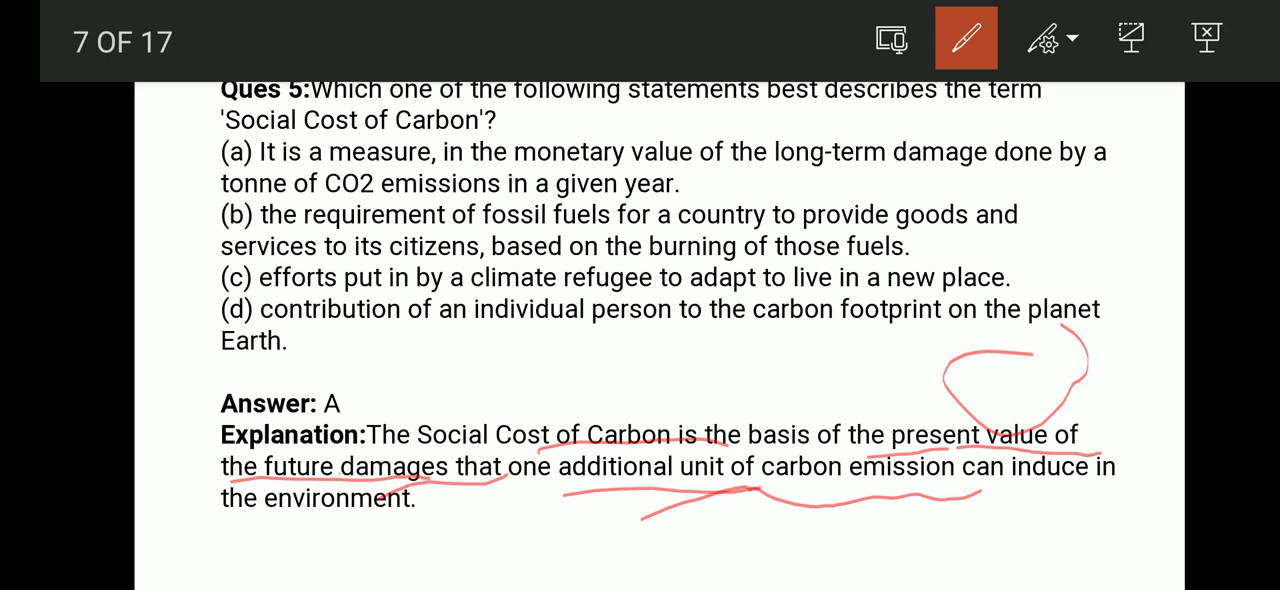 7 OF 17
Ques 5:Which one of the following statements best describes the term
'Social Cost of Carbon'?
(a) It is a measure, in the monetary value of the long-term damage done by a
tonne of CO2 emissions in a given year.
(b) the requirement of fossil fuels for a country to provide goods and
services to its citizens, based on the burning of those fuels.
(c) efforts put in by a climate refugee to adapt to live in a new place.
(d) contribution of an individual person to the carbon footprint on the planet
Earth.
Answer: A
Explanation:The Social Cost of Carbon is the basis of the present value of
the future damages that one additional unit of carbon emission can induce in
the environment.